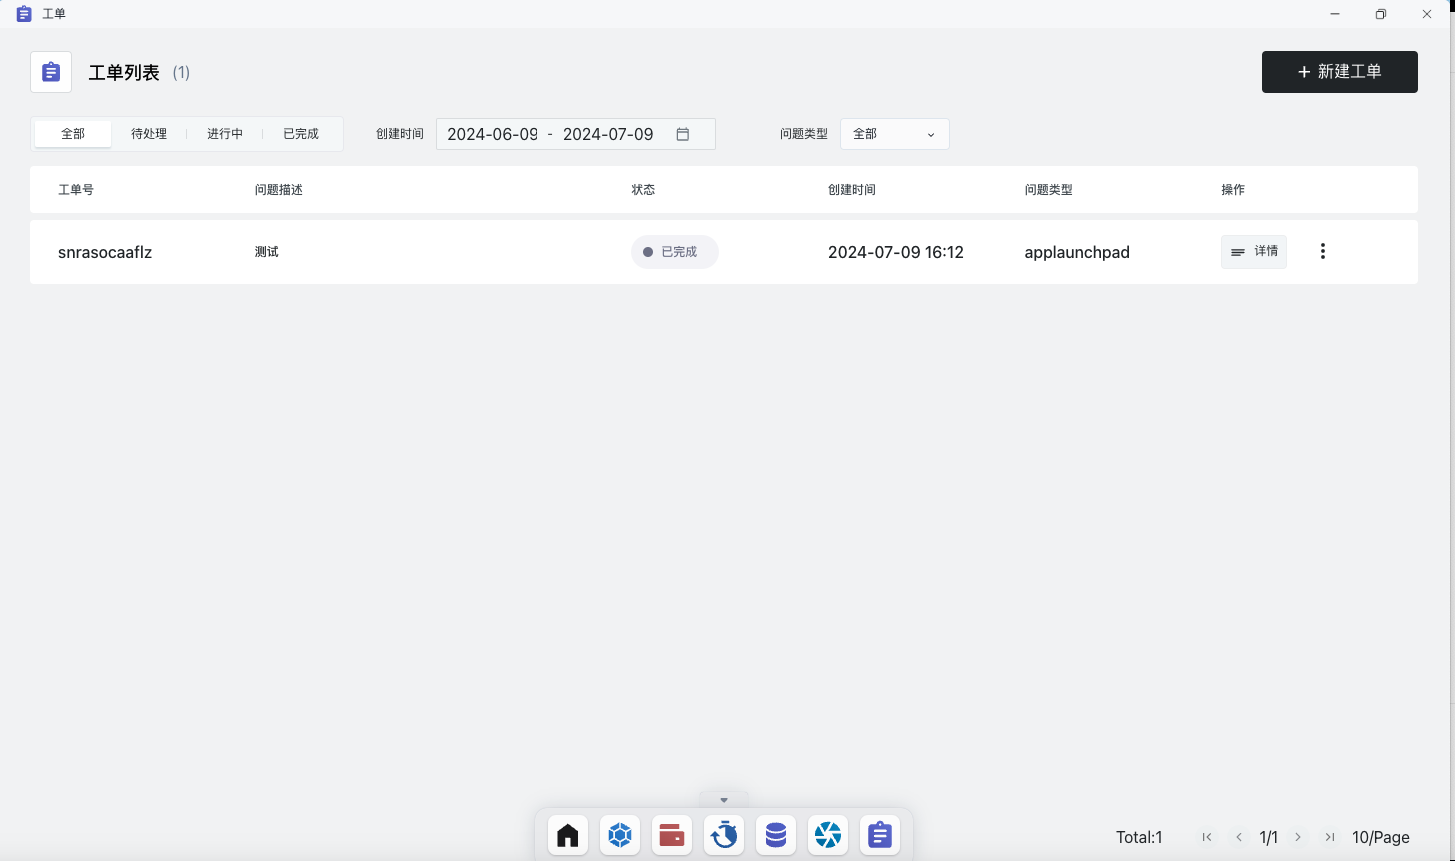 工单
工单列表 (1)
+ 新建工单
全部 待处理 进行中 已完成 创建时间 2024-06-09 - 2024-07-09 问题类型 全部
工单号 问题描述 状态 创建时间 问题类型 操作
snrasocaaflz 测试 已完成 2024-07-09 16:12 applaunchpad 详情
Total:1 1/1 10/Page